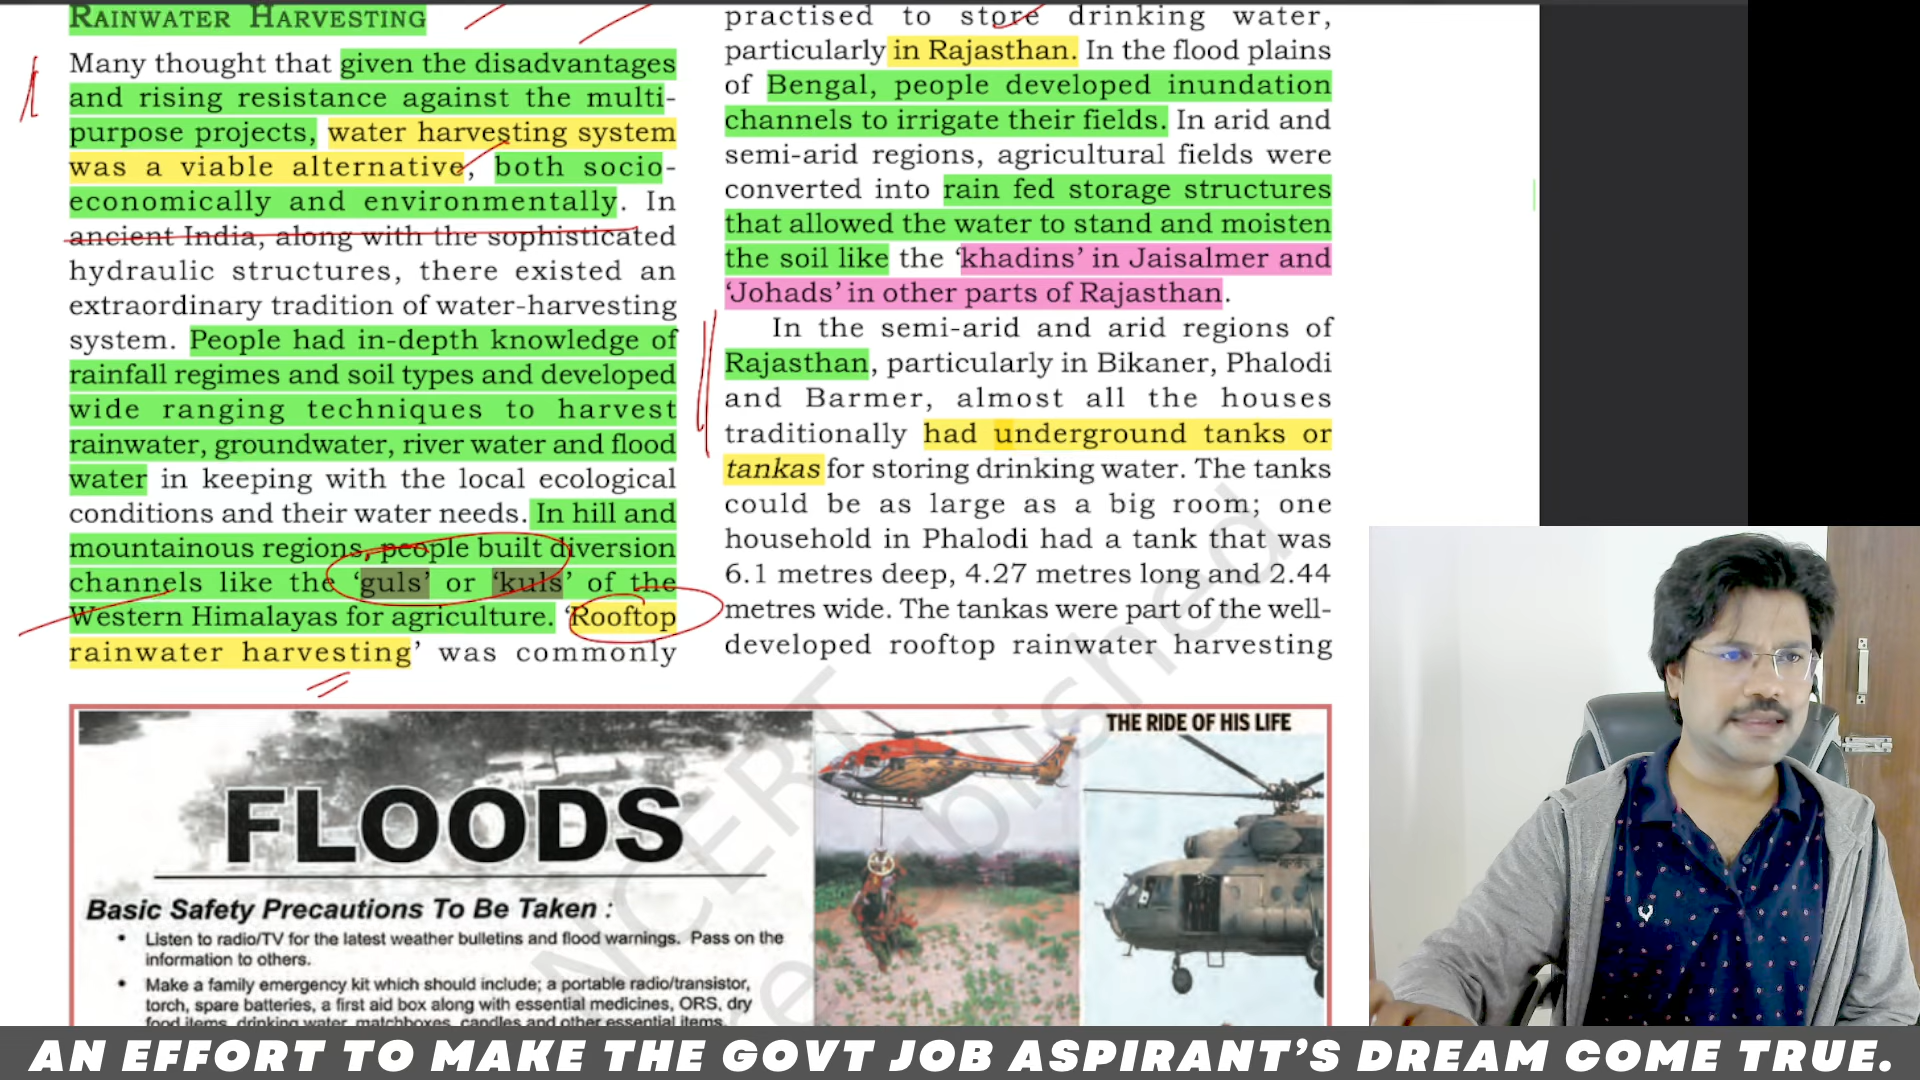 RAINWATER HARVESTING
Many thought that given the disadvantages
and rising resistance against the multi-
purpose projects, water harvesting system
was a viable alternative, both socio-
economically and environmentally. In
ancient India, along with the sophisticated
hydraulic structures, there existed an
extraordinary tradition of water-harvesting
system. People had in-depth knowledge of
rainfall regimes and soil types and developed
wide ranging techniques to harvest
rainwater, groundwater, river water and flood
water in keeping with the local ecological
conditions and their water needs. In hill and
mountainous regions, people built diversion
channels like the ‘guls’ or ‘kuls’ of the
Western Himalayas for agriculture. ‘Rooftop
rainwater harvesting’ was commonly
practised to store drinking water,
particularly in Rajasthan. In the flood plains
of Bengal, people developed inundation
channels to irrigate their fields. In arid and
semi-arid regions, agricultural fields were
converted into rain fed storage structures
that allowed the water to stand and moisten
the soil like the ‘khadins’ in Jaisalmer and
‘Johads’ in other parts of Rajasthan.
In the semi-arid and arid regions of
Rajasthan, particularly in Bikaner, Phalodi
and Barmer, almost all the houses
traditionally had underground tanks or
tankas for storing drinking water. The tanks
could be as large as a big room; one
household in Phalodi had a tank that was
6.1 metres deep, 4.27 metres long and 2.44
metres wide. The tankas were part of the well-
developed rooftop rainwater harvesting
FLOODS
Basic Safety Precautions To Be Taken :
• Listen to radio/TV for the latest weather bulletins and flood warnings. Pass on the
information to others.
• Make a family emergency kit which should include; a portable radio/transistor,
torch, spare batteries, a first aid box along with essential medicines, ORS, dry
food items, drinking water, matchboxes, candles and other essential items.
THE RIDE OF HIS LIFE
NCERT
AN EFFORT TO MAKE THE GOVT JOB ASPIRANT’S DREAM COME TRUE.